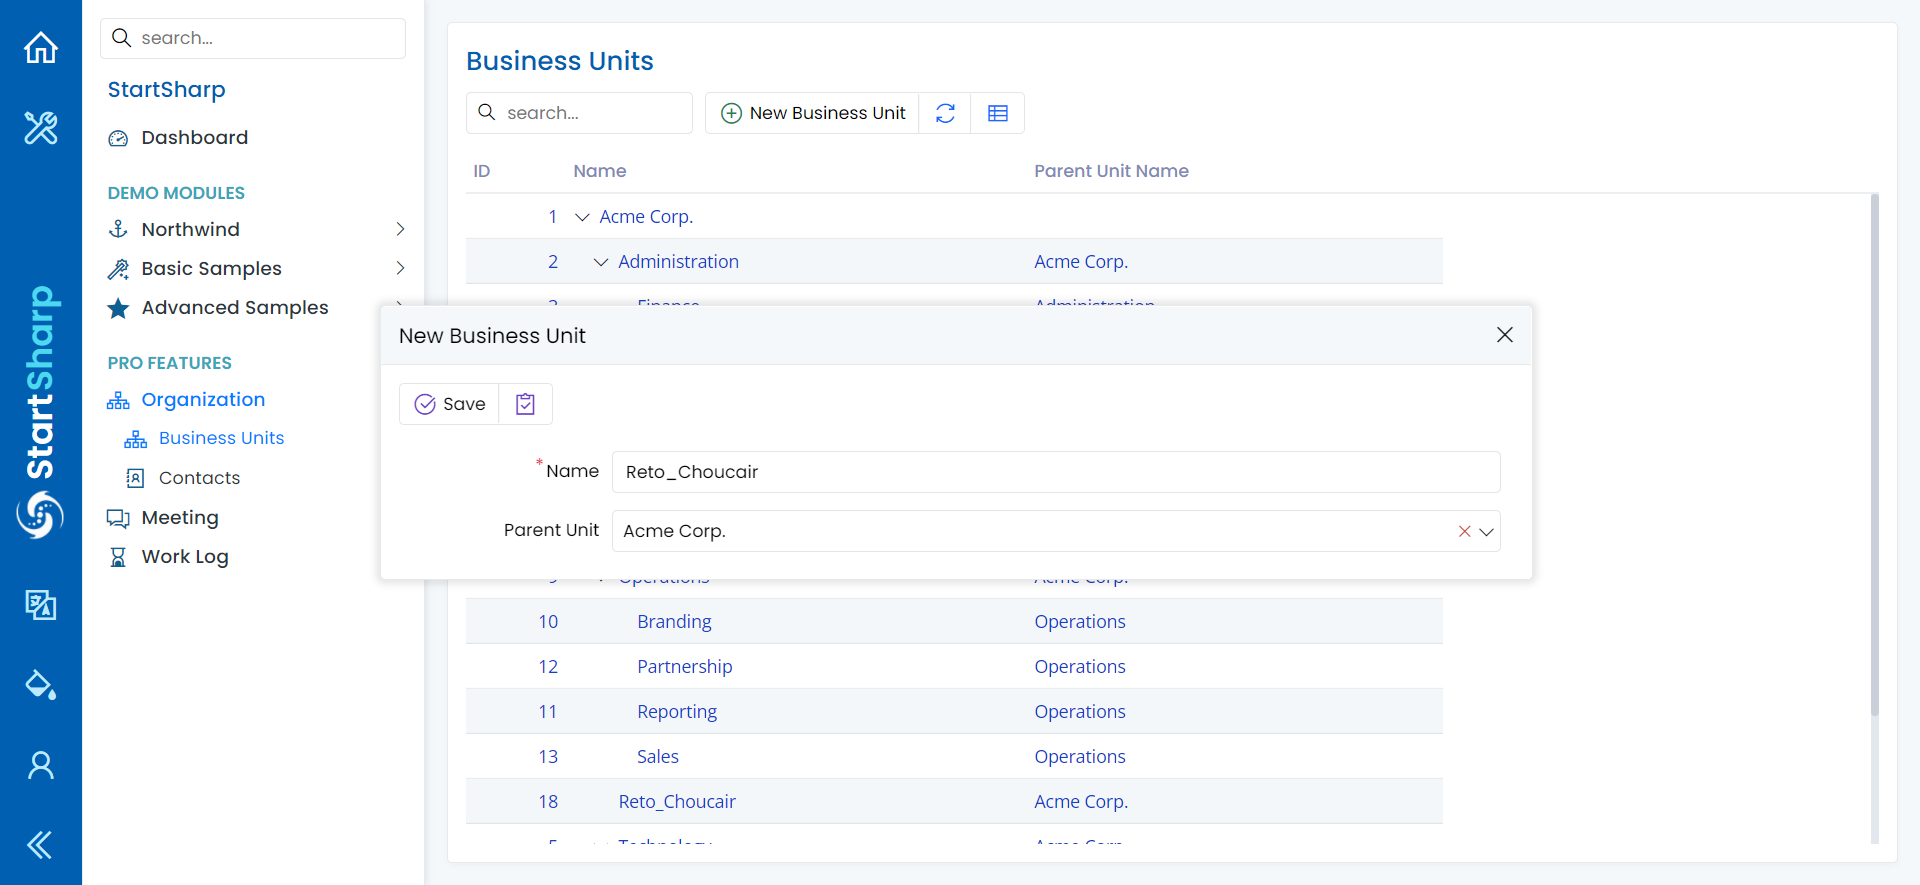 search...
StartSharp
Dashboard
DEMO MODULES
Northwind
Basic Samples
Advanced Samples
PRO FEATURES
Organization
Business Units
Contacts
Meeting
Work Log
StartSharp
Business Units
search...
New Business Unit
ID Name Parent Unit Name
1 Acme Corp.
2 Administration Acme Corp.
3 Finance Administration
New Business Unit
Save
* Name Reto_Choucair
Parent Unit Acme Corp.
9 Operations Acme Corp.
10 Branding Operations
12 Partnership Operations
11 Reporting Operations
13 Sales Operations
18 Reto_Choucair Acme Corp.
5 Technology Acme Corp.